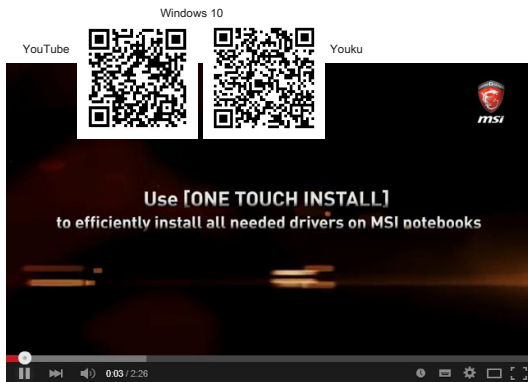 Windows 10
YouTube
Youku
msi
Use [ONE TOUCH INSTALL]
to efficiently install all needed drivers on MSI notebooks
0:03 / 2:26